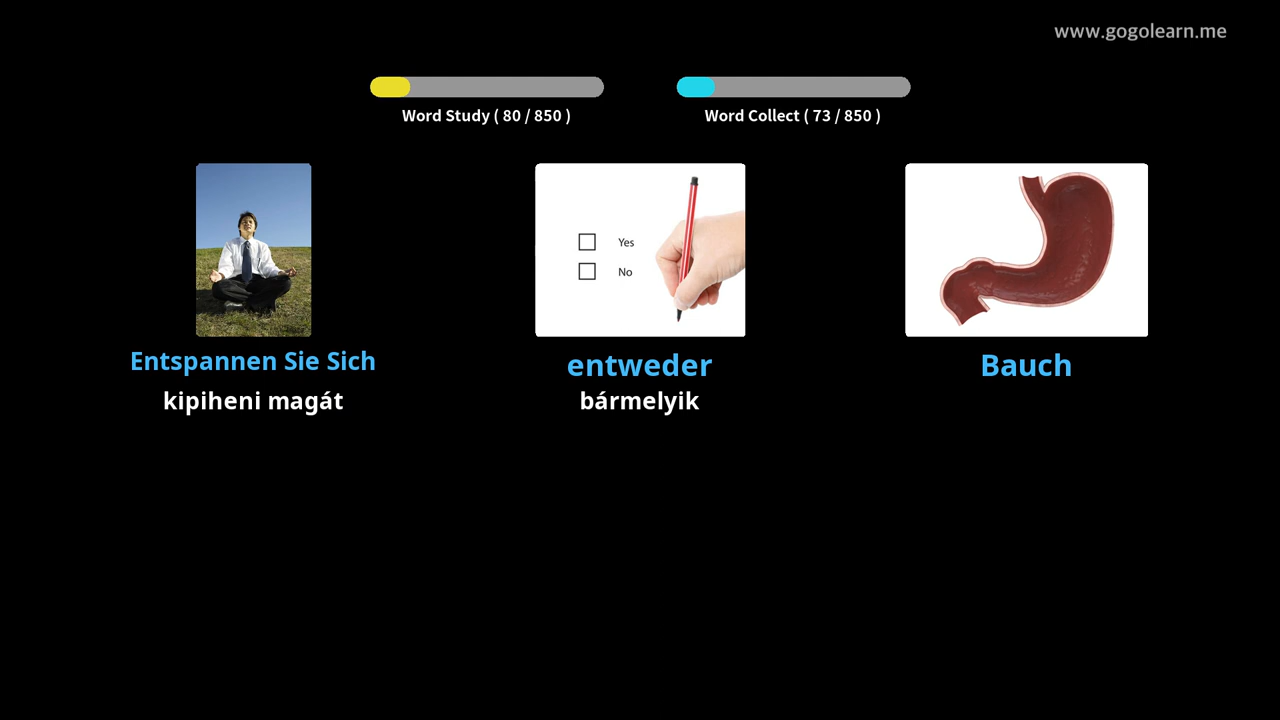 www.gogolearn.me
Word Study ( 80 / 850 )
Word Collect ( 73 / 850 )
Yes
No
Entspannen Sie Sich
entweder
Bauch
kipiheni magát
bármelyik